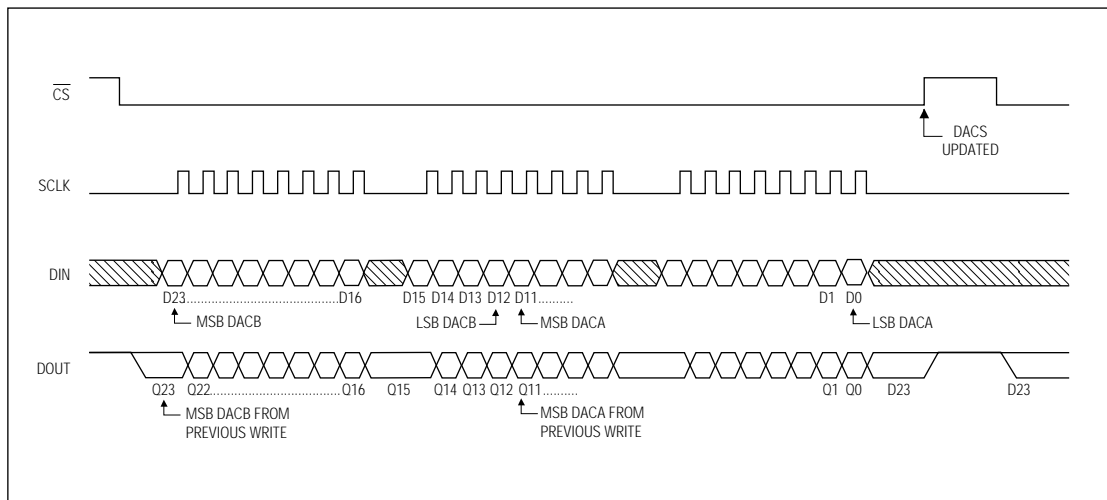 CS
DACS
UPDATED
SCLK
DIN
D23.......................................D16 D15 D14 D13 D12 D11.......... D1 D0
MSB DACB LSB DACB MSB DACA LSB DACA
DOUT
Q23 Q22.....................................Q16 Q15 Q14 Q13 Q12 Q11.......... Q1 Q0 D23 D23
MSB DACB FROM MSB DACA FROM
PREVIOUS WRITE PREVIOUS WRITE